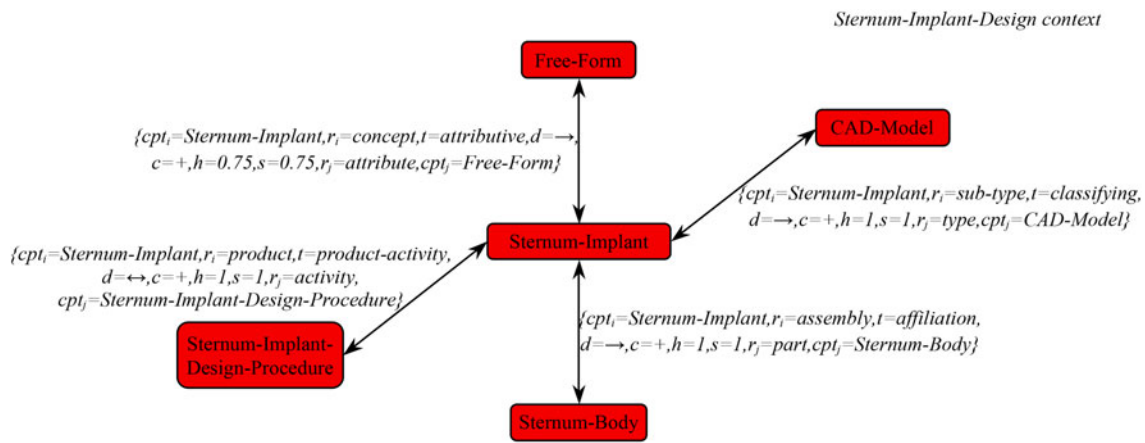 Sternum-Implant-Design context
Free-Form
{cptᵢ=Sternum-Implant,rᵢ=concept,t=attributive,d=→,
c=+,h=0.75,s=0.75,rⱼ=attribute,cptⱼ=Free-Form}
CAD-Model
{cptᵢ=Sternum-Implant,rᵢ=sub-type,t=classifying,
d=→,c=+,h=1,s=1,rⱼ=type,cptⱼ=CAD-Model}
Sternum-Implant
{cptᵢ=Sternum-Implant,rᵢ=product,t=product-activity,
d=↔,c=+,h=1,s=1,rⱼ=activity,
cptⱼ=Sternum-Implant-Design-Procedure}
{cptᵢ=Sternum-Implant,rᵢ=assembly,t=affiliation,
d=→,c=+,h=1,s=1,rⱼ=part,cptⱼ=Sternum-Body}
Sternum-Implant-
Design-Procedure
Sternum-Body